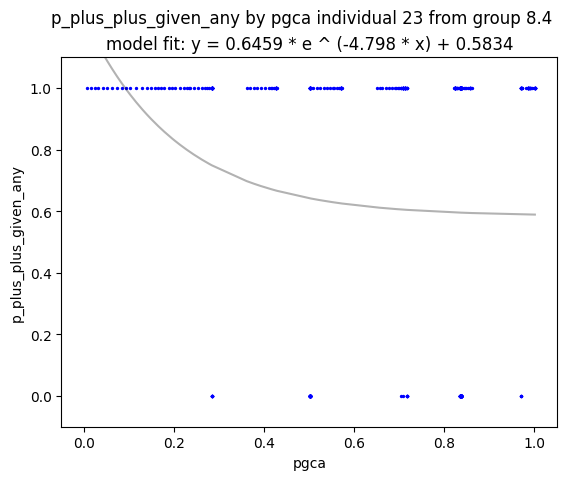 p_plus_plus_given_any by pgca individual 23 from group 8.4
model fit: y = 0.6459 * e ^ (-4.798 * x) + 0.5834
1.0
0.8
0.6
0.4
0.2
0.0
p_plus_plus_given_any
0.0 0.2 0.4 0.6 0.8 1.0
pgca